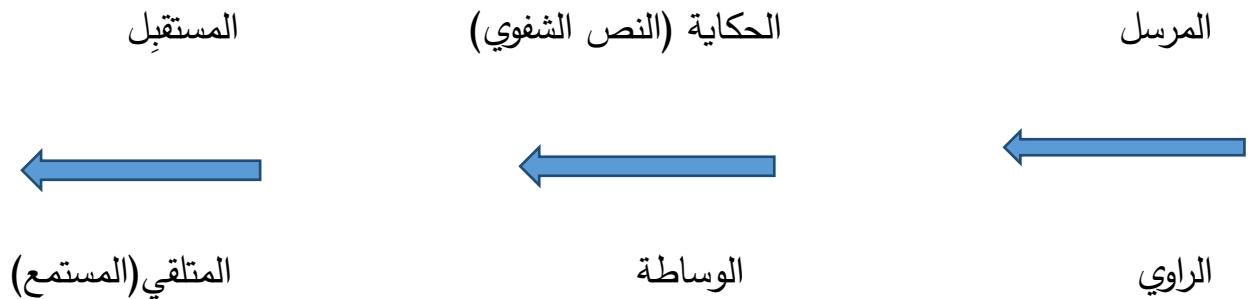 المرسل الحكاية (النص الشفوي) المستقبِل
الراوي الوساطة المتلقي(المستمع)